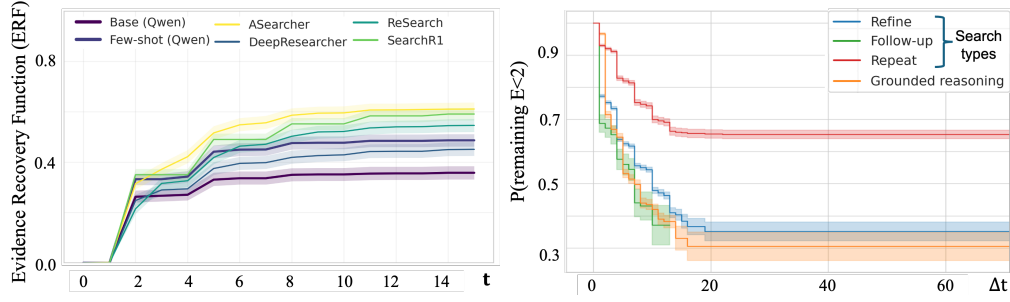 Evidence Recovery Function (ERF)
Base (Qwen)
Few-shot (Qwen)
ASearcher
DeepResearcher
ReSearch
SearchR1
0.8
0.4
0.0
0 2 4 6 8 10 12 14 t
P(remaining E<2)
Refine
Follow-up
Repeat
Grounded reasoning
Search
types
0.9
0.7
0.5
0.3
0 20 40 60 Δt